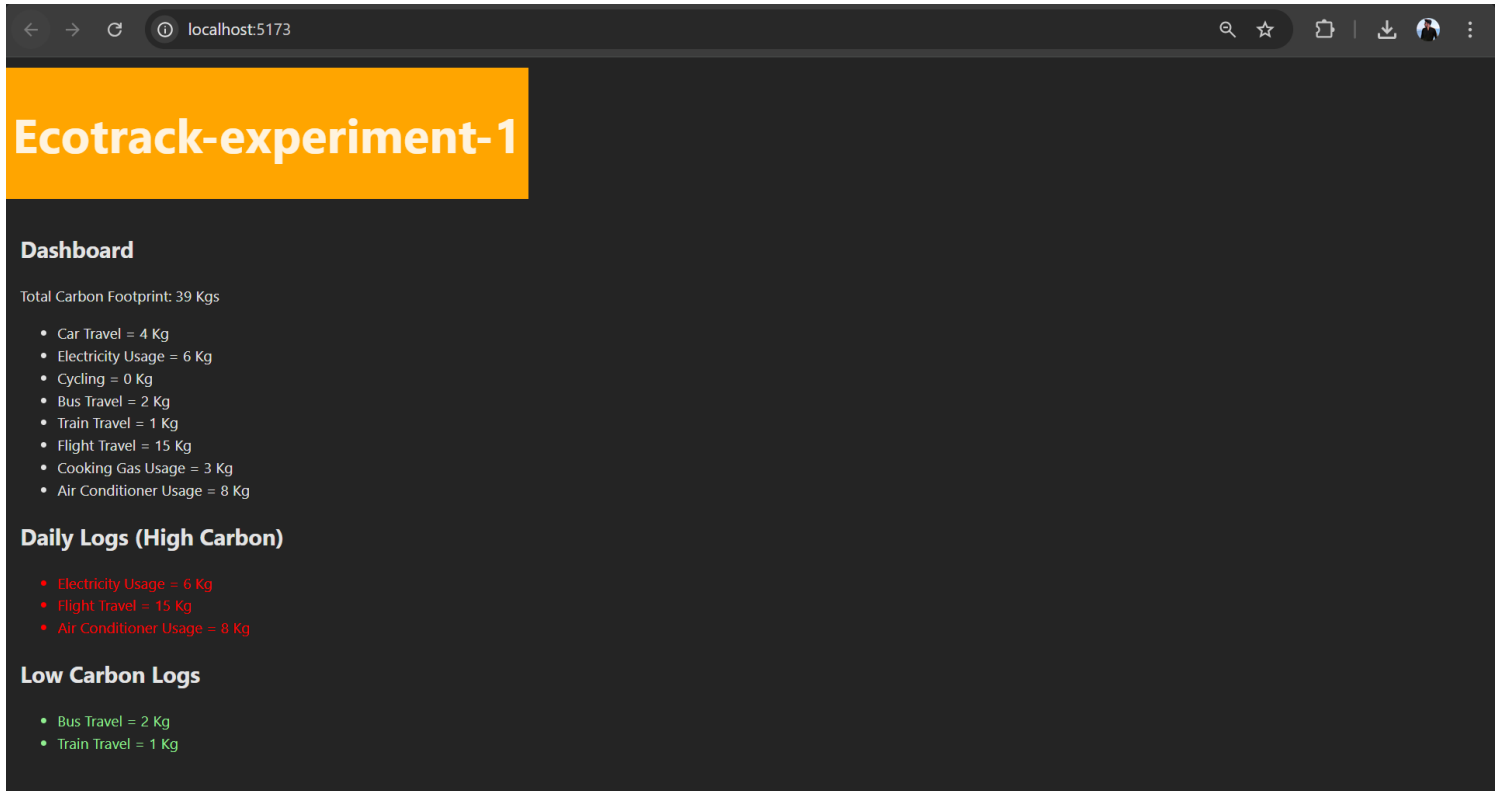 localhost:5173
Ecotrack-experiment-1
Dashboard
Total Carbon Footprint: 39 Kgs
Car Travel = 4 Kg
Electricity Usage = 6 Kg
Cycling = 0 Kg
Bus Travel = 2 Kg
Train Travel = 1 Kg
Flight Travel = 15 Kg
Cooking Gas Usage = 3 Kg
Air Conditioner Usage = 8 Kg
Daily Logs (High Carbon)
Electricity Usage = 6 Kg
Flight Travel = 15 Kg
Air Conditioner Usage = 8 Kg
Low Carbon Logs
Bus Travel = 2 Kg
Train Travel = 1 Kg